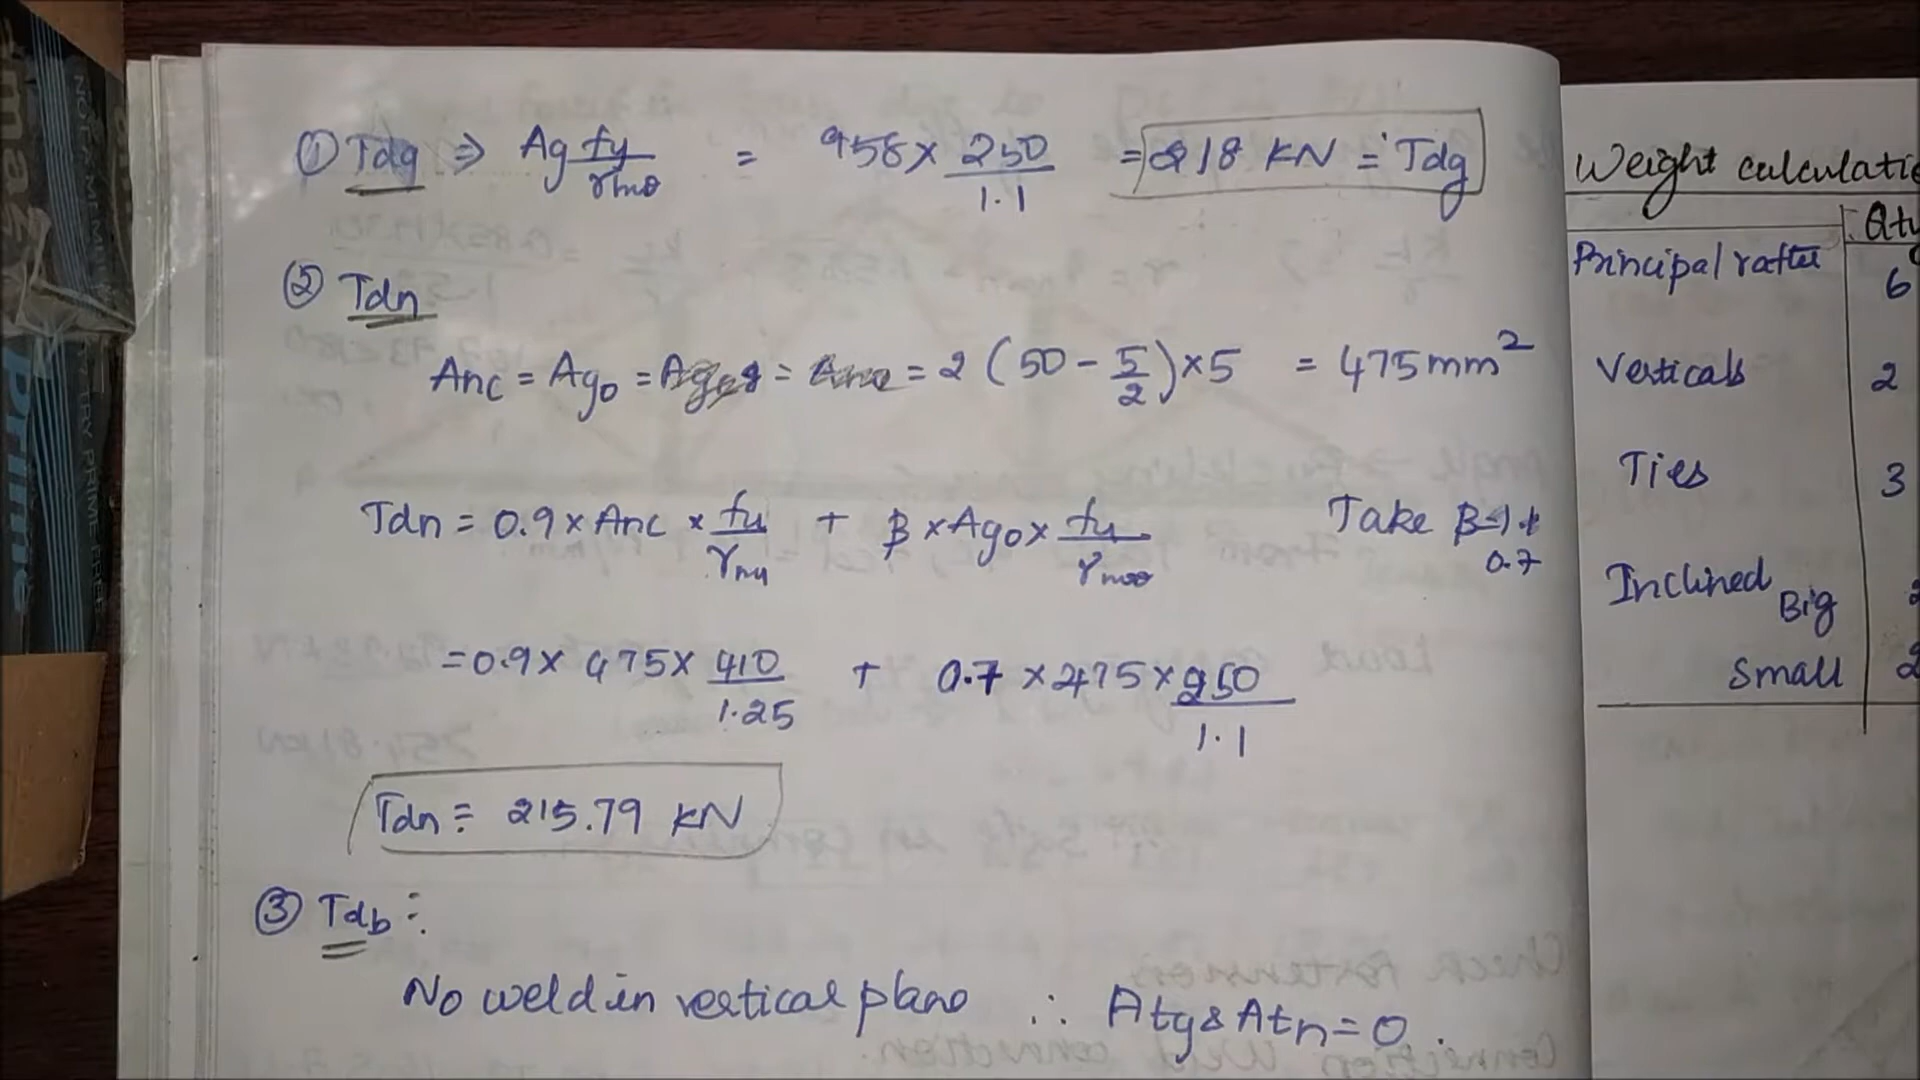 ① Tdg ⇒ Ag fy/γm0 = 958 × 250/1.1 = 218 KN = Tdg
② Tdn
Anc = Ago = = 2 (50 - 5/2) × 5 = 475 mm²
Tdn = 0.9 × Anc × fu/γm1 + β × Ago × fy/γm0 Take β =
0.7
= 0.9 × 475 × 410/1.25 + 0.7 × 475 × 250/1.1
Tdn = 215.79 KN
③ Tdb :
No weld in vertical plane ∴ Atg & Atn = 0.
Weight
Principal rafter 6
Verticals 2
Ties 3
Inclined Big
Small 2
Prime